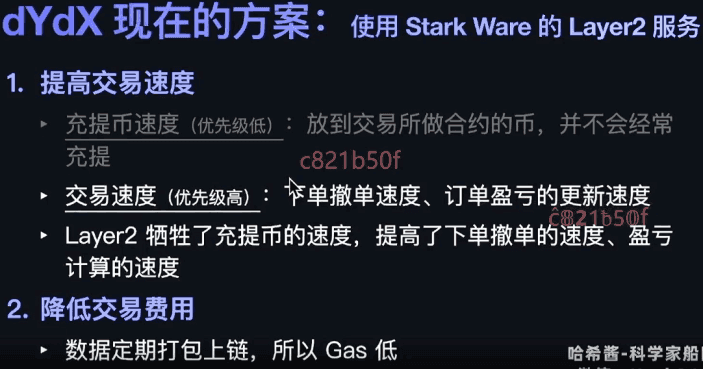 dYdX 现在的方案： 使用 Stark Ware 的 Layer2 服务
1. 提高交易速度
▸ 充提币速度（优先级低）：放到交易所做合约的币，并不会经常
充提
c821b50f
▸ 交易速度（优先级高）：下单撤单速度、订单盈亏的更新速度
c821b50f
▸ Layer2 牺牲了充提币的速度，提高了下单撤单的速度、盈亏
计算的速度
2. 降低交易费用
▸ 数据定期打包上链，所以 Gas 低
哈希酱-科学家船